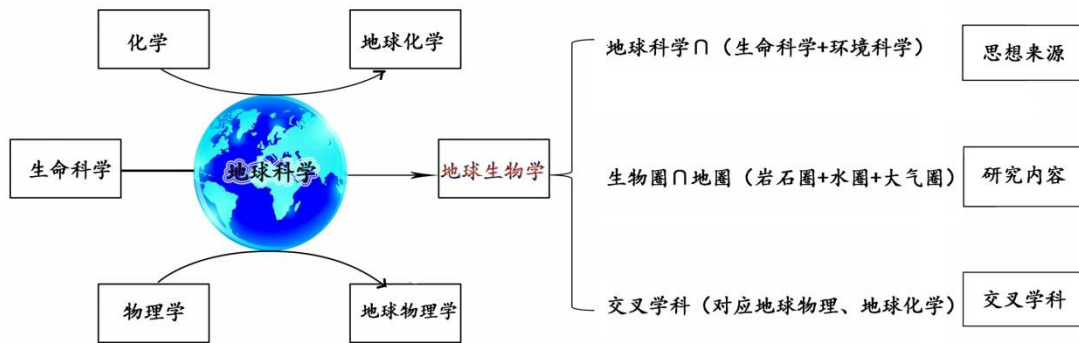 化学
地球化学
地球科学∩（生命科学+环境科学）
思想来源
生命科学
地球科学
地球生物学
生物圈∩地圈（岩石圈+水圈+大气圈）
研究内容
物理学
地球物理学
交叉学科（对应地球物理、地球化学）
交叉学科